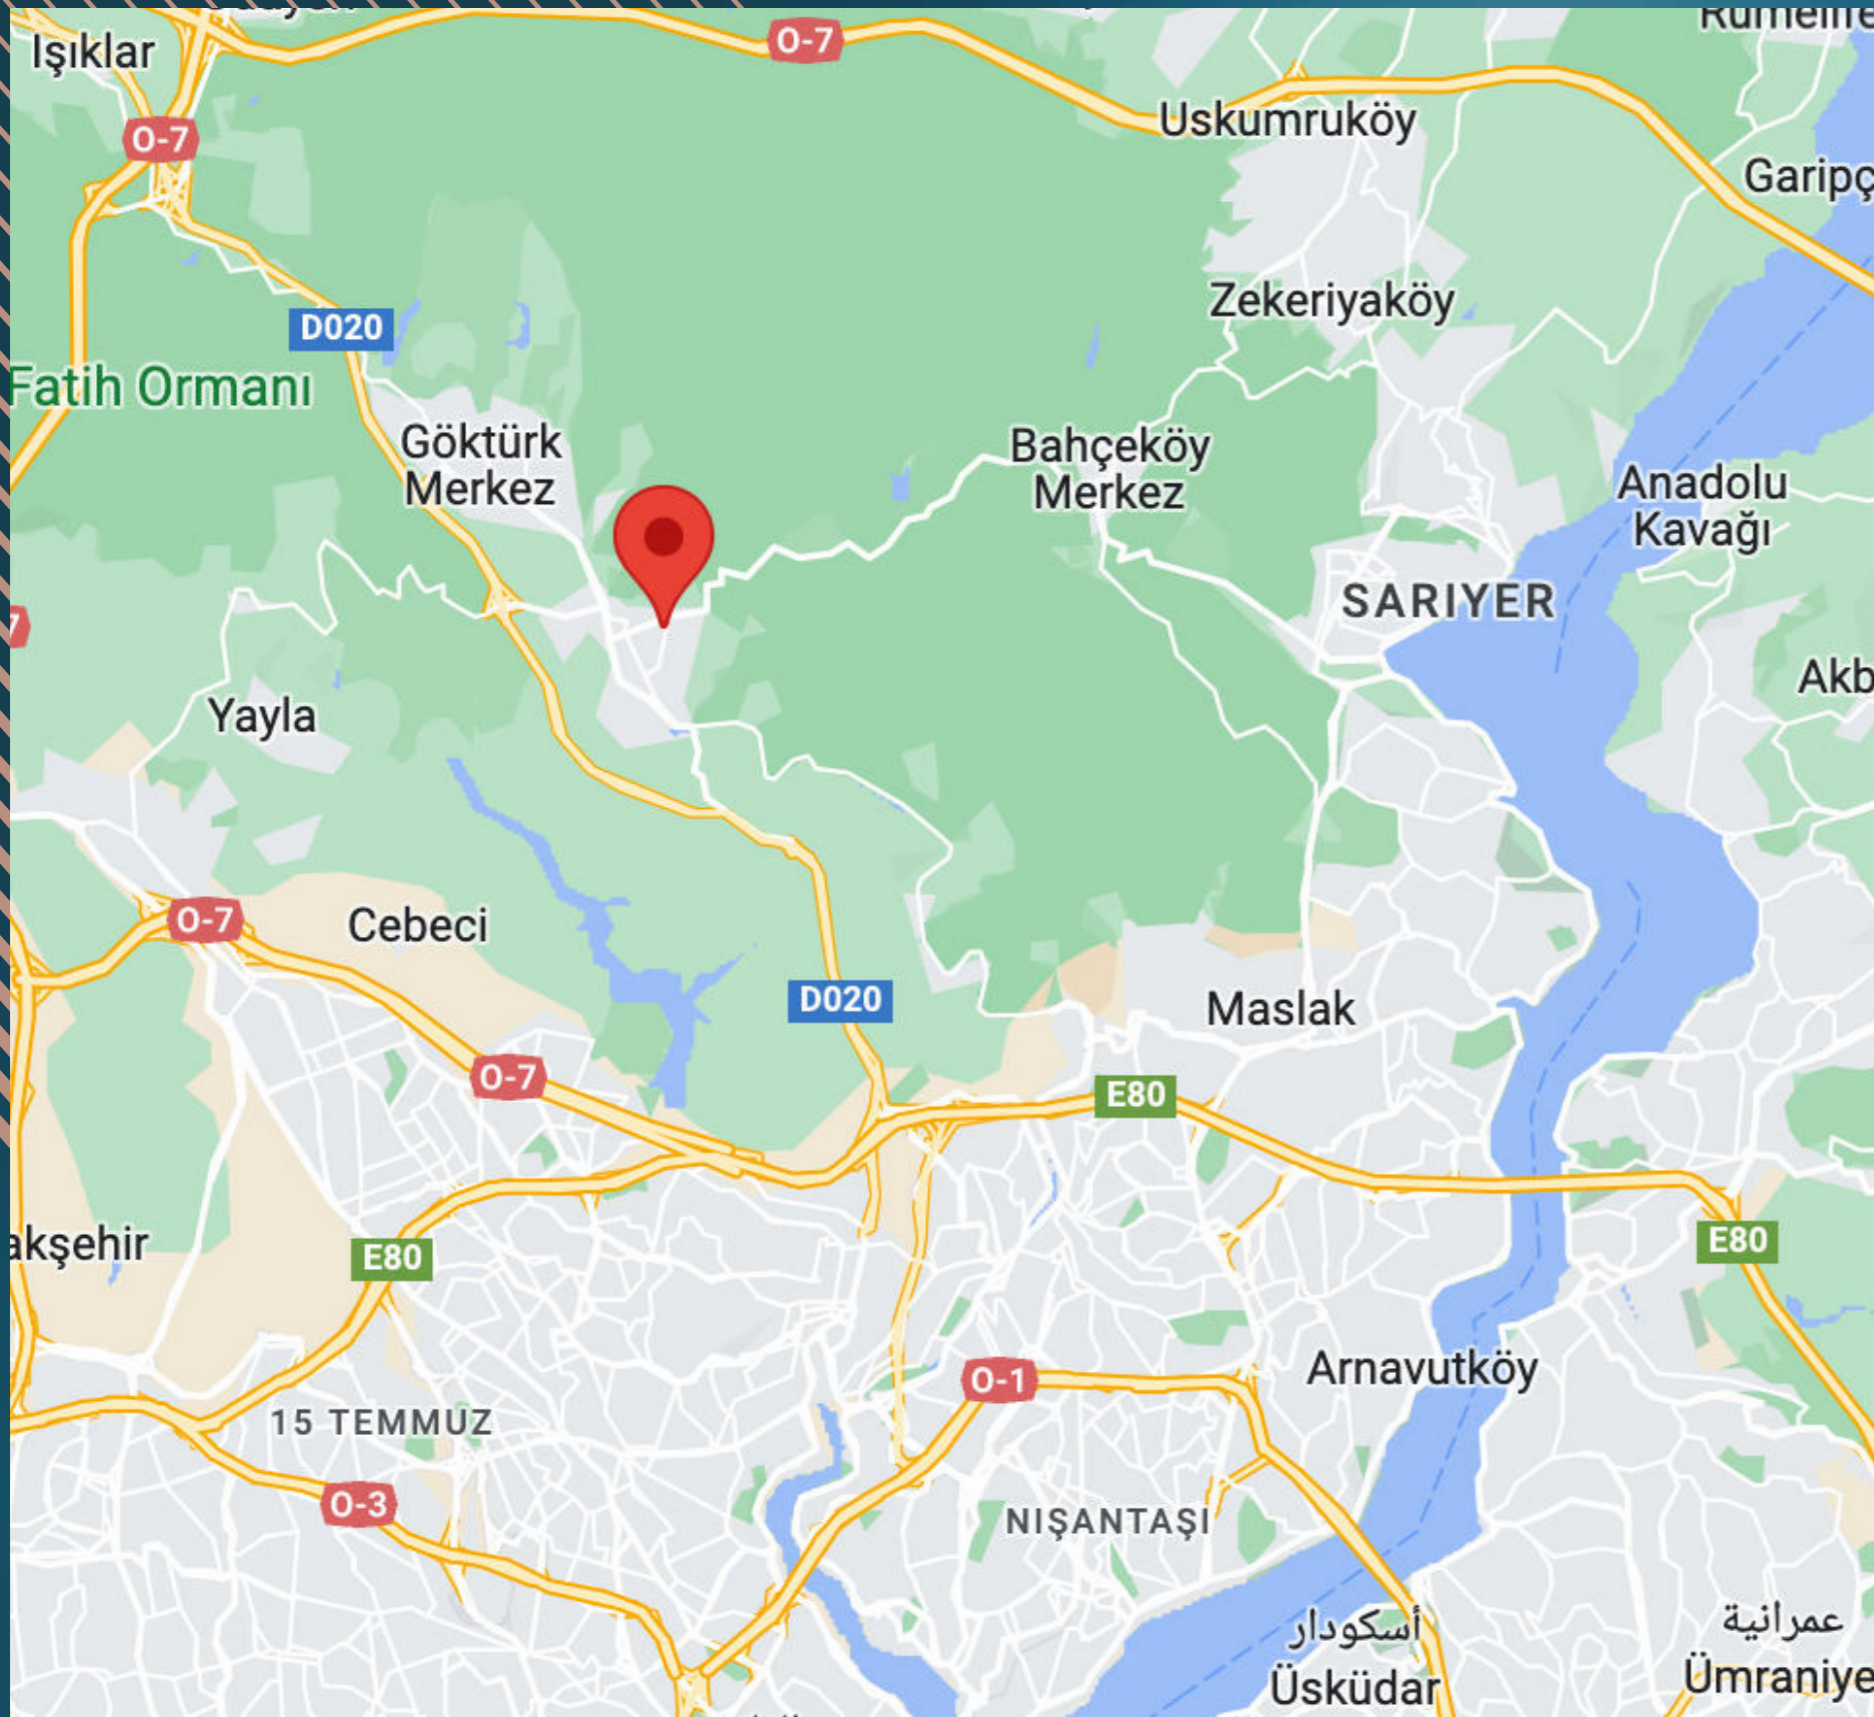 Işıklar
O-7
Uskumruköy
O-7
Garipç
Zekeriyaköy
D020
Fatih Ormanı
Göktürk
Merkez
Bahçeköy
Merkez
Anadolu
Kavağı
SARIYER
7
Akb
Yayla
O-7
Cebeci
D020
Maslak
O-7
E80
akşehir
E80
E80
O-1
Arnavutköy
15 TEMMUZ
O-3
NIŞANTAŞI
أسكودار
Üsküdar
عمرانية
Ümraniye